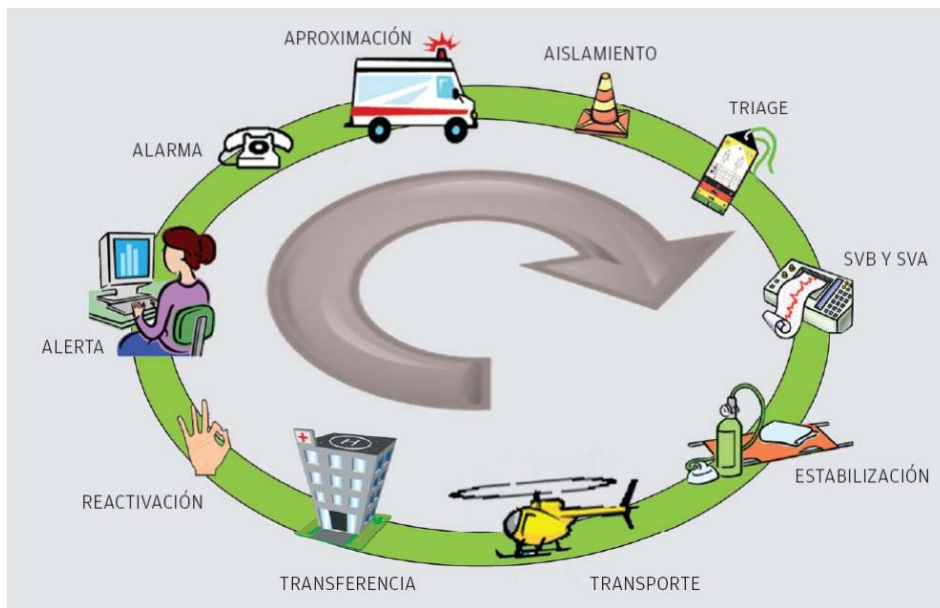 APROXIMACIÓN
AISLAMIENTO
TRIAGE
ALARMA
SVB Y SVA
ALERTA
ESTABILIZACIÓN
REACTIVACIÓN
TRANSFERENCIA
TRANSPORTE
H